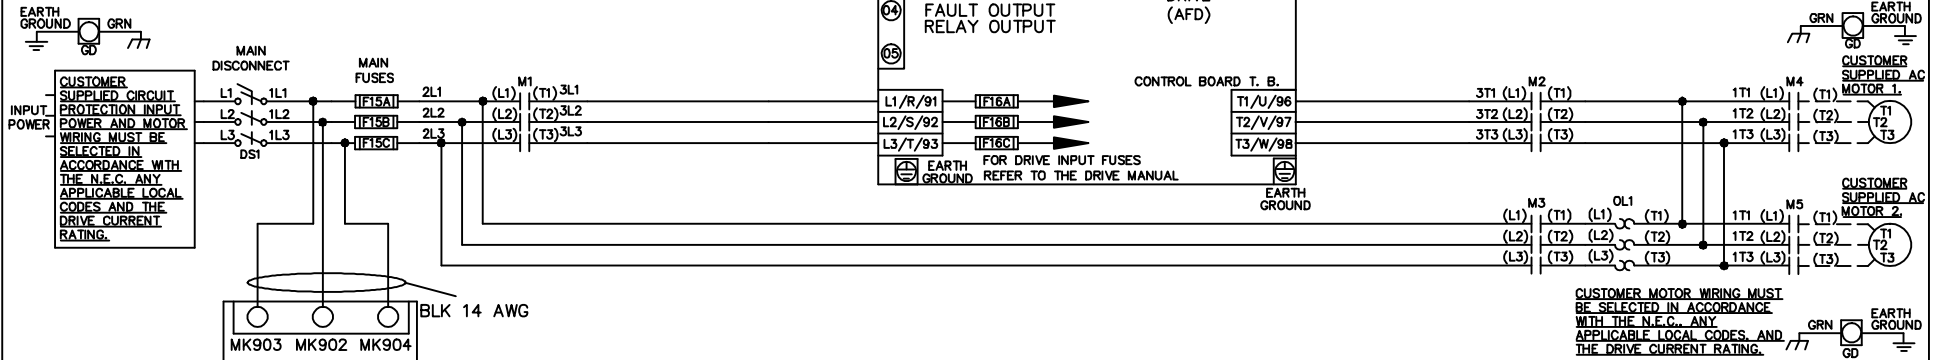 EARTH
GROUND
GRN
GD
MAIN
DISCONNECT
MAIN
FUSES
INPUT
POWER
CUSTOMER
SUPPLIED CIRCUIT
PROTECTION INPUT
POWER AND MOTOR
WIRING MUST BE
SELECTED IN
ACCORDANCE WITH
THE N.E.C. ANY
APPLICABLE LOCAL
CODES AND THE
DRIVE CURRENT
RATING.
L1 1L1 F15A 2L1 (L1) (T1) 3L1
L2 1L2 F15B 2L2 (L2) (T2) 3L2
L3 1L3 F15C 2L3 (L3) (T3) 3L3
DS1
M1
BLK 14 AWG
MK903 MK902 MK904
04
05
FAULT OUTPUT
RELAY OUTPUT
(AFD)
CONTROL BOARD T. B.
L1/R/91 F16A T1/U/96
L2/S/92 F16B T2/V/97
L3/T/93 F16C T3/W/98
EARTH
GROUND
FOR DRIVE INPUT FUSES
REFER TO THE DRIVE MANUAL
EARTH
GROUND
M2
3T1 (L1) (T1)
3T2 (L2) (T2)
3T3 (L3) (T3)
M4
1T1 (L1) (T1)
1T2 (L2) (T2)
1T3 (L3) (T3)
T1
T2
T3
GRN
GD
EARTH
GROUND
CUSTOMER
SUPPLIED AC
MOTOR 1.
M3
(L1) (T1)
(L2) (T2)
(L3) (T3)
OL1
(L1) (T1)
(L2) (T2)
(L3) (T3)
M5
1T1 (L1) (T1)
1T2 (L2) (T2)
1T3 (L3) (T3)
T1
T2
T3
CUSTOMER
SUPPLIED AC
MOTOR 2.
CUSTOMER MOTOR WIRING MUST
BE SELECTED IN ACCORDANCE
WITH THE N.E.C.. ANY
APPLICABLE LOCAL CODES. AND
THE DRIVE CURRENT RATING.
GRN
GD
EARTH
GROUND